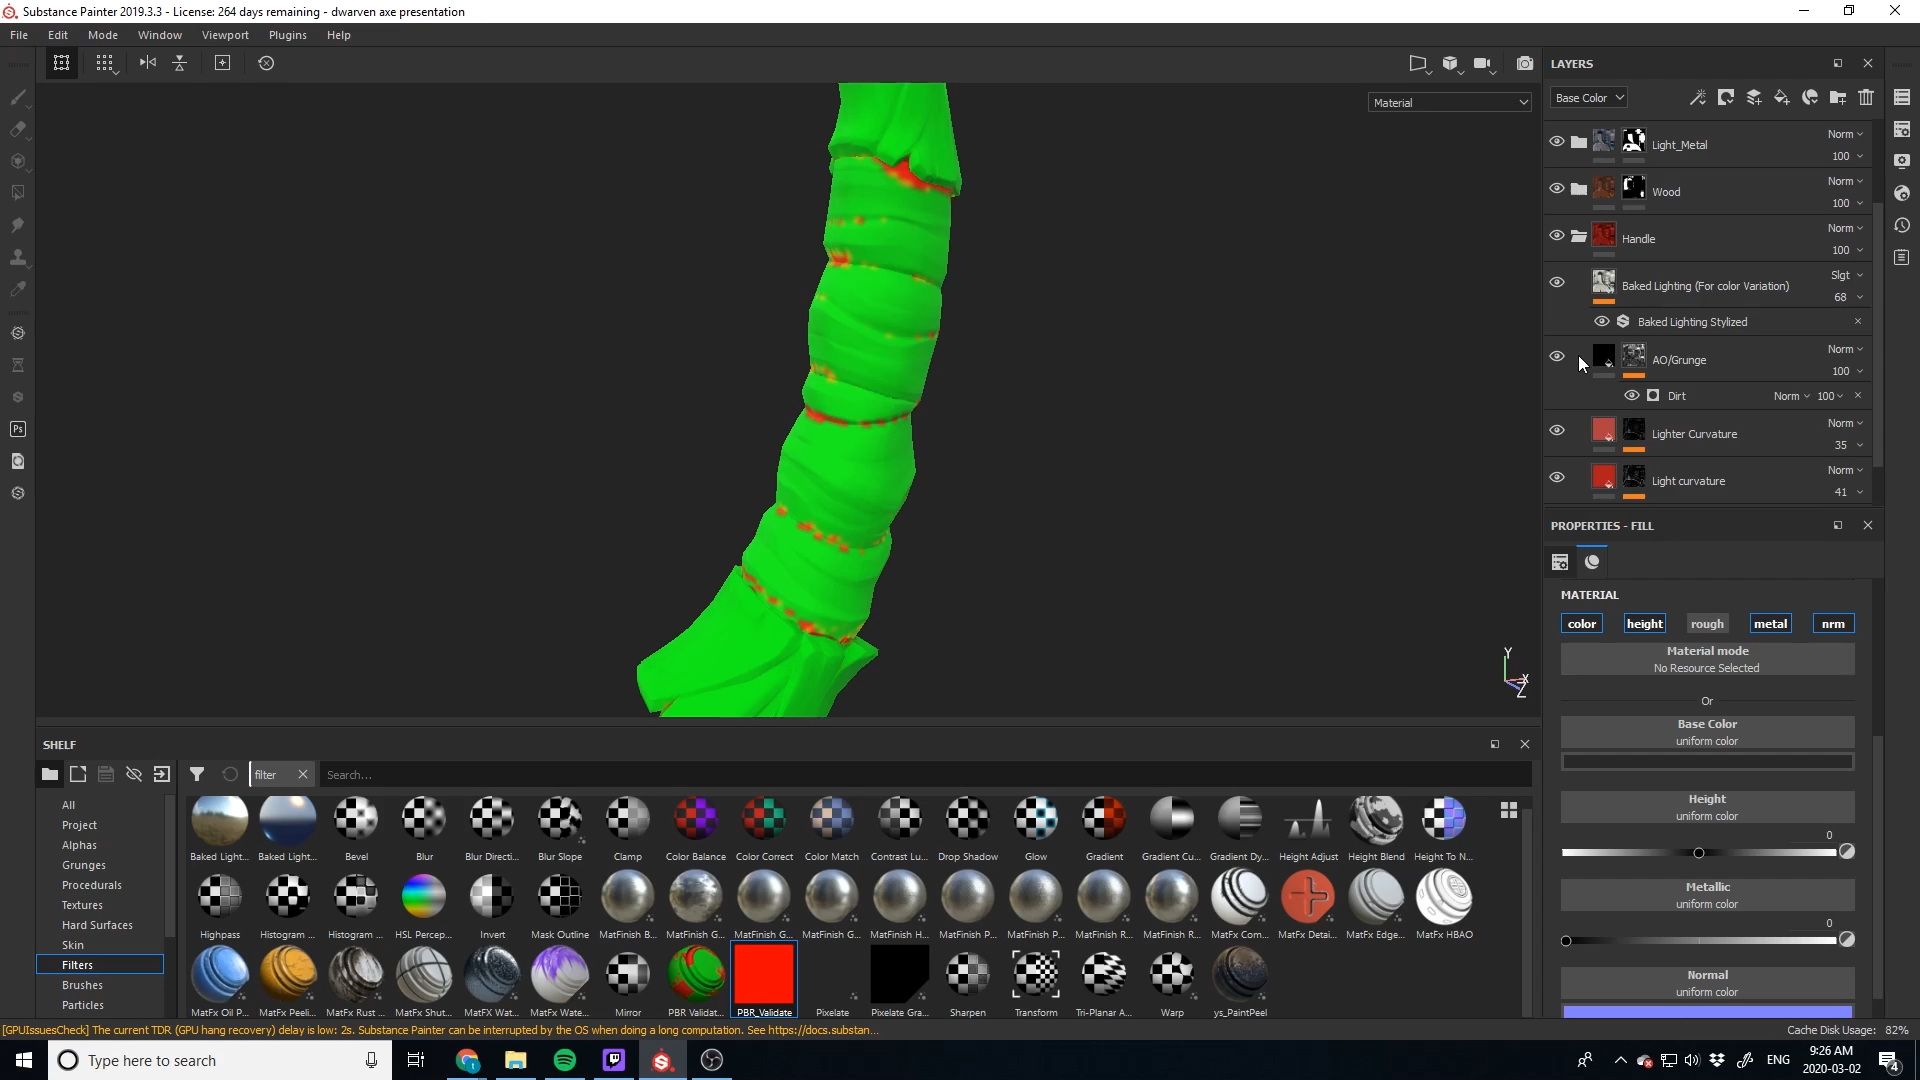 Substance Painter 2019.3.3 - License: 264 days remaining - dwarven axe presentation
File Edit Mode Window Viewport Plugins Help
Material
Y
X
Z
LAYERS
Base Color
Light_Metal Norm
100
Wood Norm
100
Handle Norm
100
Baked Lighting (For color Variation) Slgt
68
Baked Lighting Stylized
AO/Grunge Norm
100
Dirt Norm 100
Lighter Curvature Norm
35
Light curvature Norm
41
PROPERTIES - FILL
MATERIAL
color height rough metal nrm
Material mode
No Resource Selected
Or
Base Color
uniform color
Height
uniform color
0
Metallic
uniform color
0
Normal
uniform color
SHELF
filter Search...
All
Project
Alphas
Grunges
Procedurals
Textures
Hard Surfaces
Skin
Filters
Brushes
Particles
Baked Light... Baked Light... Bevel Blur Blur Directi... Blur Slope Clamp Color Balance Color Correct Color Match Contrast Lu... Drop Shadow Glow Gradient Gradient Cu... Gradient Dy... Height Adjust Height Blend Height To N...
Highpass Histogram ... Histogram ... HSL Percep... Invert Mask Outline MatFinish B... MatFinish G... MatFinish G... MatFinish G... MatFinish H... MatFinish P... MatFinish P... MatFinish R... MatFinish R... MatFx Com... MatFx Detai... MatFx Edge... MatFx HBAO
MatFx Oil P... MatFx Peeli... MatFx Rust ... MatFx Shut... MatFX Wat... MatFx Wate... Mirror PBR Validat... PBR_Validate Pixelate Pixelate Gra... Sharpen Transform Tri-Planar A... Warp ys_PaintPeel
[GPUIssuesCheck] The current TDR (GPU hang recovery) delay is low: 2s. Substance Painter can be interrupted by the OS when doing a long computation. See https://docs.substan...
Cache Disk Usage: 82%
Type here to search
Ps
ENG
9:26 AM
2020-03-02
4